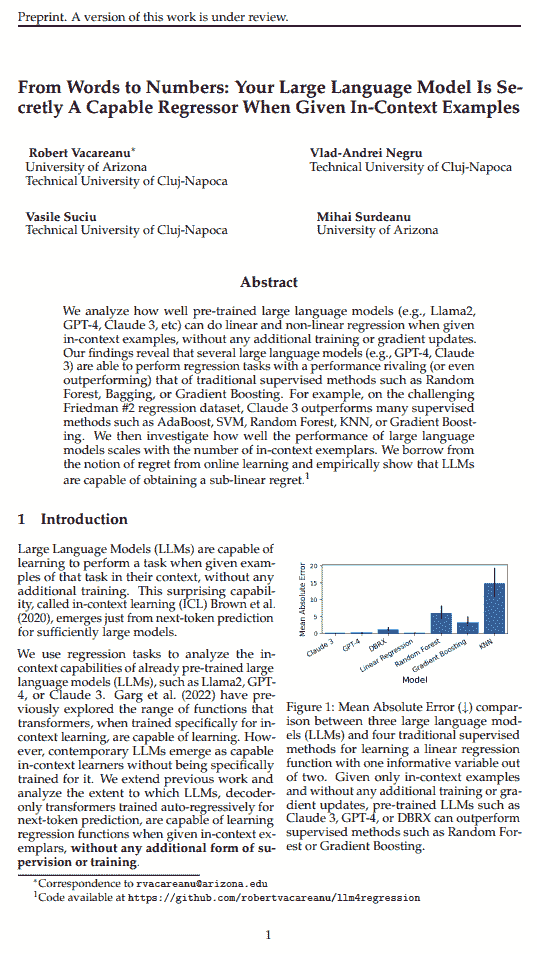 Preprint. A version of this work is under review.
From Words to Numbers: Your Large Language Model Is Se-
cretly A Capable Regressor When Given In-Context Examples
Robert Vacareanu*
University of Arizona
Technical University of Cluj-Napoca
Vlad-Andrei Negru
Technical University of Cluj-Napoca
Vasile Suciu
Technical University of Cluj-Napoca
Mihai Surdeanu
University of Arizona
Abstract
We analyze how well pre-trained large language models (e.g., Llama2,
GPT-4, Claude 3, etc) can do linear and non-linear regression when given
in-context examples, without any additional training or gradient updates.
Our findings reveal that several large language models (e.g., GPT-4, Claude
3) are able to perform regression tasks with a performance rivaling (or even
outperforming) that of traditional supervised methods such as Random
Forest, Bagging, or Gradient Boosting. For example, on the challenging
Friedman #2 regression dataset, Claude 3 outperforms many supervised
methods such as AdaBoost, SVM, Random Forest, KNN, or Gradient Boost-
ing. We then investigate how well the performance of large language
models scales with the number of in-context exemplars. We borrow from
the notion of regret from online learning and empirically show that LLMs
are capable of obtaining a sub-linear regret.1
1 Introduction
Large Language Models (LLMs) are capable of
learning to perform a task when given exam-
ples of that task in their context, without any
additional training. This surprising capabil-
ity, called in-context learning (ICL) Brown et al.
(2020), emerges just from next-token prediction
for sufficiently large models.
We use regression tasks to analyze the in-
context capabilities of already pre-trained large
language models (LLMs), such as Llama2, GPT-
4, or Claude 3. Garg et al. (2022) have pre-
viously explored the range of functions that
transformers, when trained specifically for in-
context learning, are capable of learning. How-
ever, contemporary LLMs emerge as capable
in-context learners without being specifically
trained for it. We extend previous work and
analyze the extent to which LLMs, decoder-
only transformers trained auto-regressively for
next-token prediction, are capable of learning
regression functions when given in-context ex-
emplars, without any additional form of su-
pervision or training.
Mean Absolute Error
20
15
10
5
0
Claude 3
GPT-4
DBRX
Linear Regression
Random Forest
Gradient Boosting
KNN
Model
Figure 1: Mean Absolute Error (↓) compar-
ison between three large language mod-
els (LLMs) and four traditional supervised
methods for learning a linear regression
function with one informative variable out
of two. Given only in-context examples
and without any additional training or gra-
dient updates, pre-trained LLMs such as
Claude 3, GPT-4, or DBRX can outperform
supervised methods such as Random For-
est or Gradient Boosting.
*Correspondence to rvacareanu@arizona.edu
1Code available at https://github.com/robertvacareanu/llm4regression
1